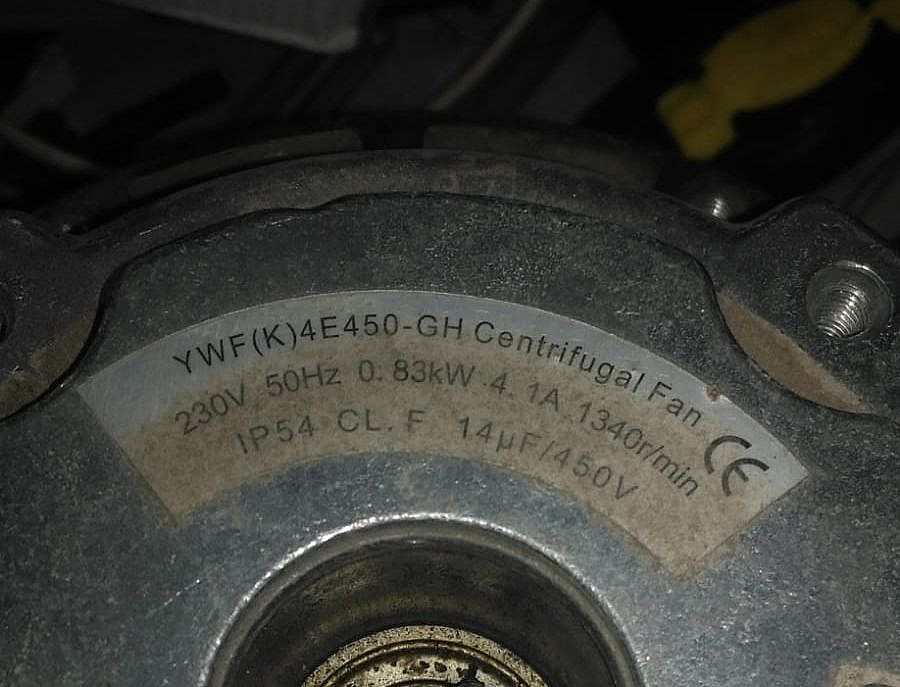 YWF(K)4E450-GH Centrifugal Fan
230V 50Hz 0.83kW 4.1A 1340r/min
IP54 CL.F 14µF/450V
CE